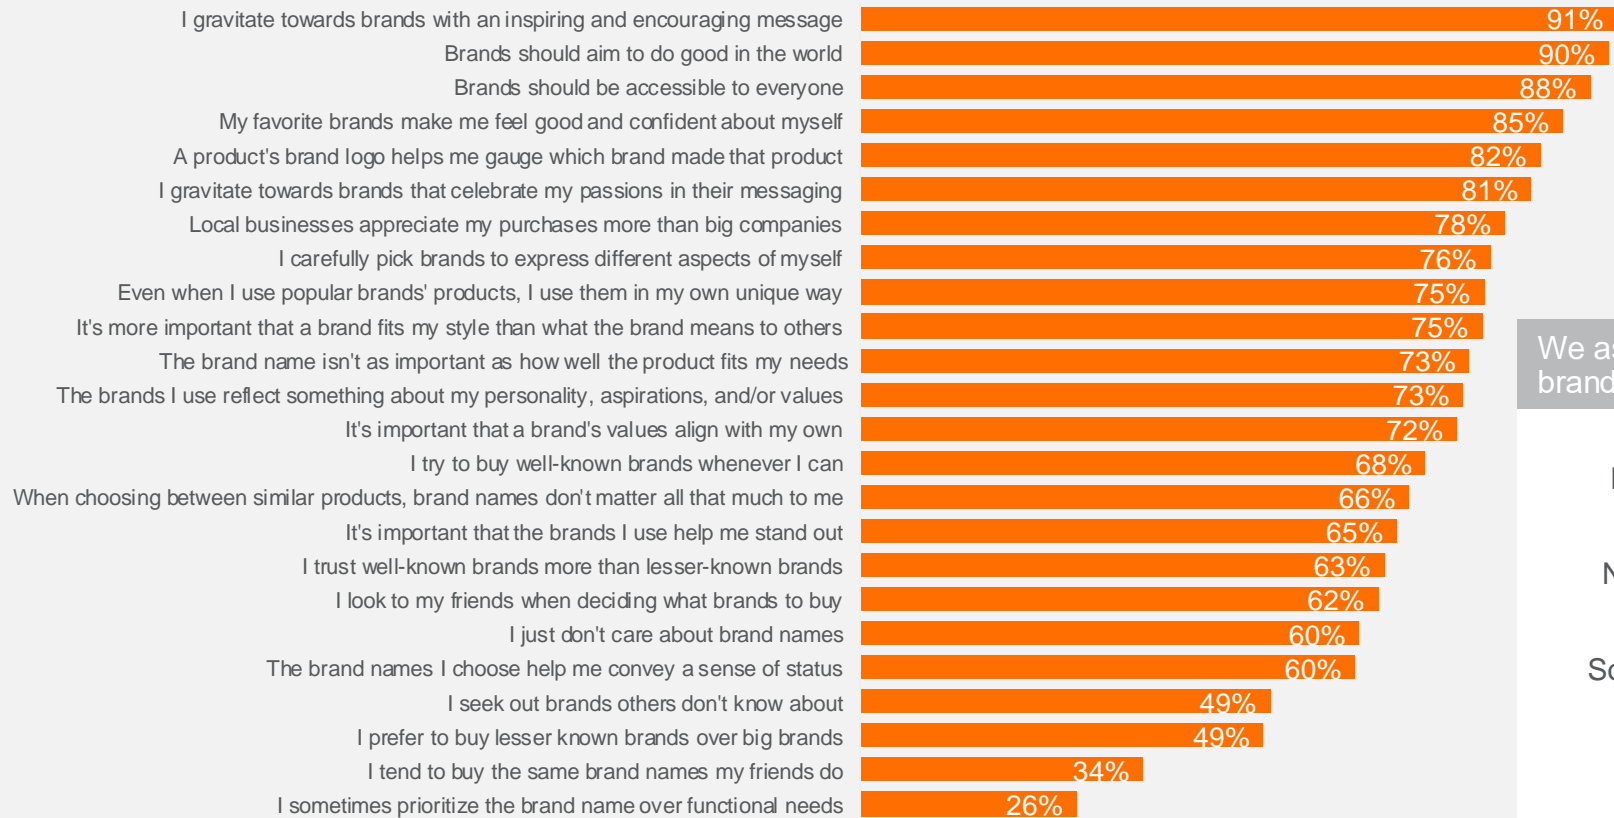 I gravitate towards brands with an inspiring and encouraging message 91%
Brands should aim to do good in the world 90%
Brands should be accessible to everyone 88%
My favorite brands make me feel good and confident about myself 85%
A product's brand logo helps me gauge which brand made that product 82%
I gravitate towards brands that celebrate my passions in their messaging 81%
Local businesses appreciate my purchases more than big companies 78%
I carefully pick brands to express different aspects of myself 76%
Even when I use popular brands' products, I use them in my own unique way 75%
It's more important that a brand fits my style than what the brand means to others 75%
The brand name isn't as important as how well the product fits my needs 73%
The brands I use reflect something about my personality, aspirations, and/or values 73%
It's important that a brand's values align with my own 72%
I try to buy well-known brands whenever I can 68%
When choosing between similar products, brand names don't matter all that much to me 66%
It's important that the brands I use help me stand out 65%
I trust well-known brands more than lesser-known brands 63%
I look to my friends when deciding what brands to buy 62%
I just don't care about brand names 60%
The brand names I choose help me convey a sense of status 60%
I seek out brands others don't know about 49%
I prefer to buy lesser known brands over big brands 49%
I tend to buy the same brand names my friends do 34%
I sometimes prioritize the brand name over functional needs 26%
We
brand